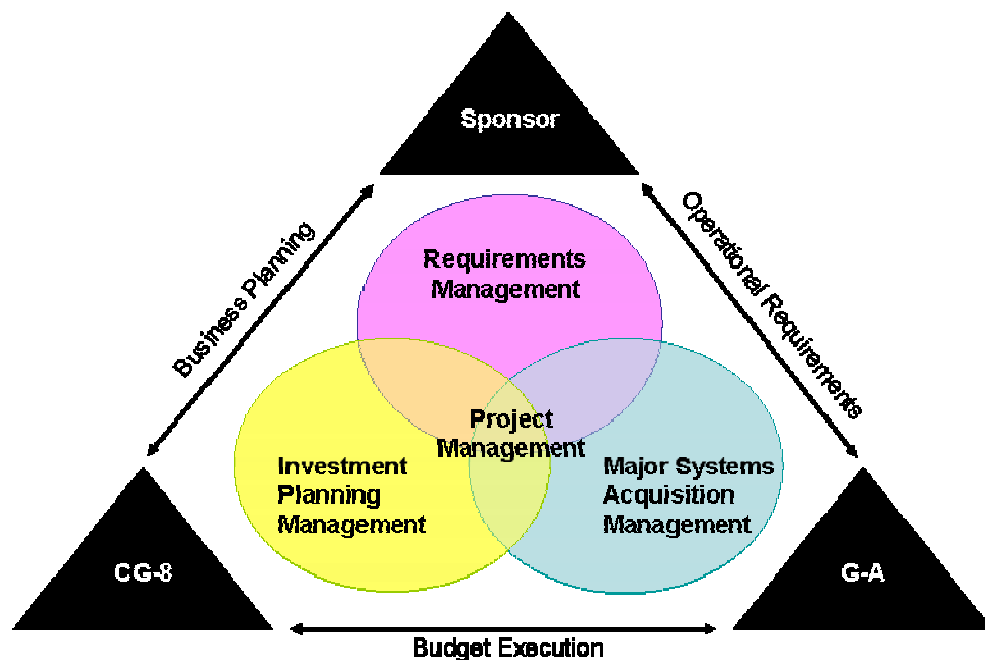 Sponsor
Business Planning
Operational Requirements
Requirements
Management
Project
Management
Investment
Planning
Management
Major Systems
Acquisition
Management
CG-8
G-A
Budget Execution